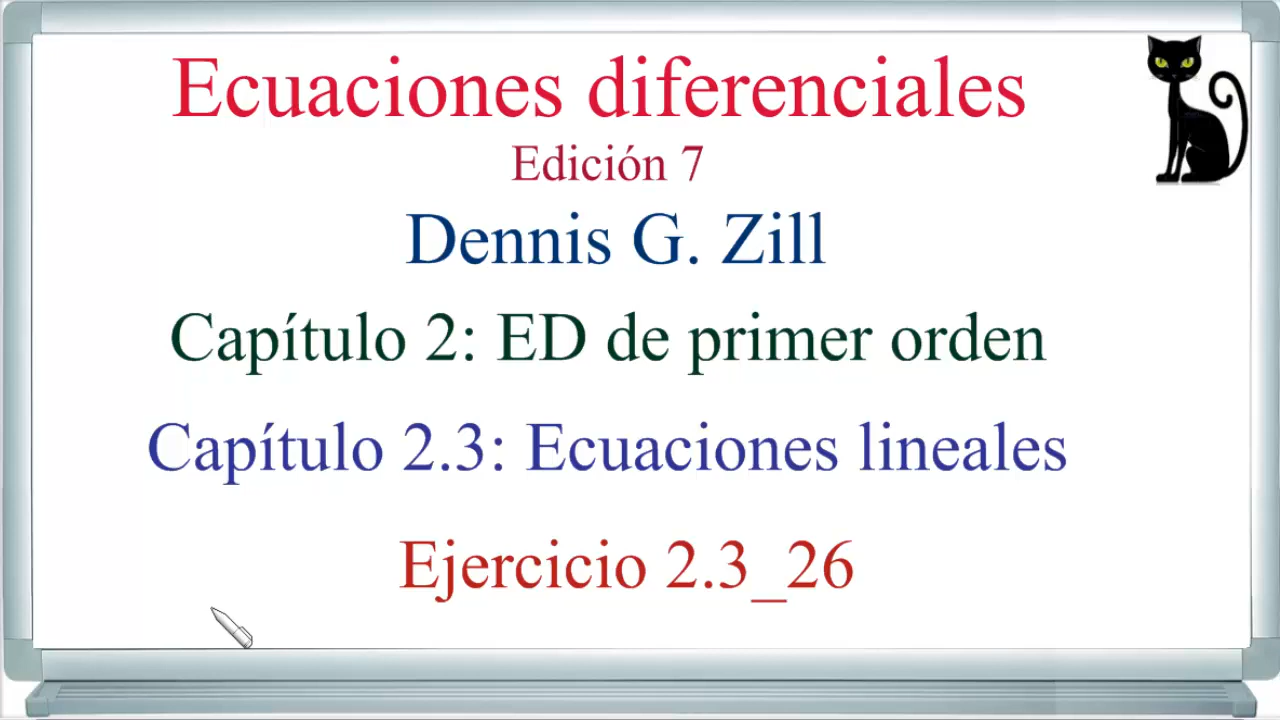 Ecuaciones diferenciales
Edición 7
Dennis G. Zill
Capítulo 2: ED de primer orden
Capítulo 2.3: Ecuaciones lineales
Ejercicio 2.3_26